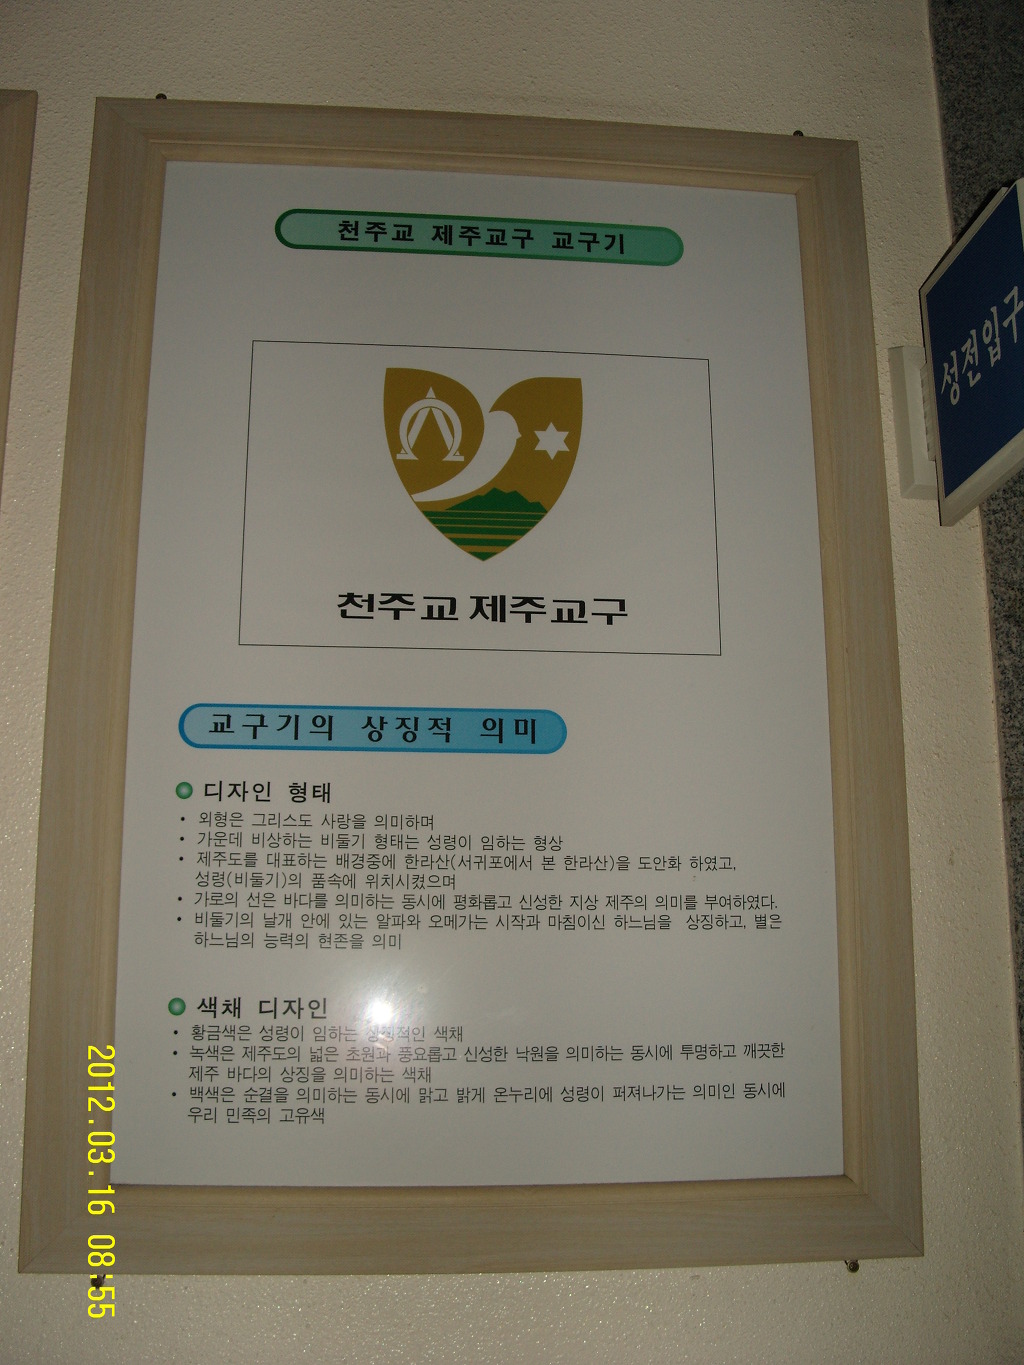 천주교 제주교구 교구기
천주교 제주교구
교구기의 상징적 의미
디자인 형태
• 외형은 그리스도 사랑을 의미하며
• 가운데 비상하는 비둘기 형태는 성령이 임하는 형상
• 제주도를 대표하는 배경중에 한라산(서귀포에서 본 한라산)을 도안화 하였고,
성령(비둘기)의 품속에 위치시켰으며
• 가로의 선은 바다를 의미하는 동시에 평화롭고 신성한 지상 제주의 의미를 부여하였다.
• 비둘기의 날개 안에 있는 알파와 오메가는 시작과 마침이신 하느님을 상징하고, 별은
하느님의 능력의 현존을 의미
색채 디자인
• 황금색은 성령이 임하는 상징적인 색채
• 녹색은 제주도의 넓은 초원과 풍요롭고 신성한 낙원을 의미하는 동시에 투명하고 깨끗한
제주 바다의 상징을 의미하는 색채
• 백색은 순결을 의미하는 동시에 맑고 밝게 온누리에 성령이 퍼져나가는 의미인 동시에
우리 민족의 고유색
성전입구
2012.03.16 08:55